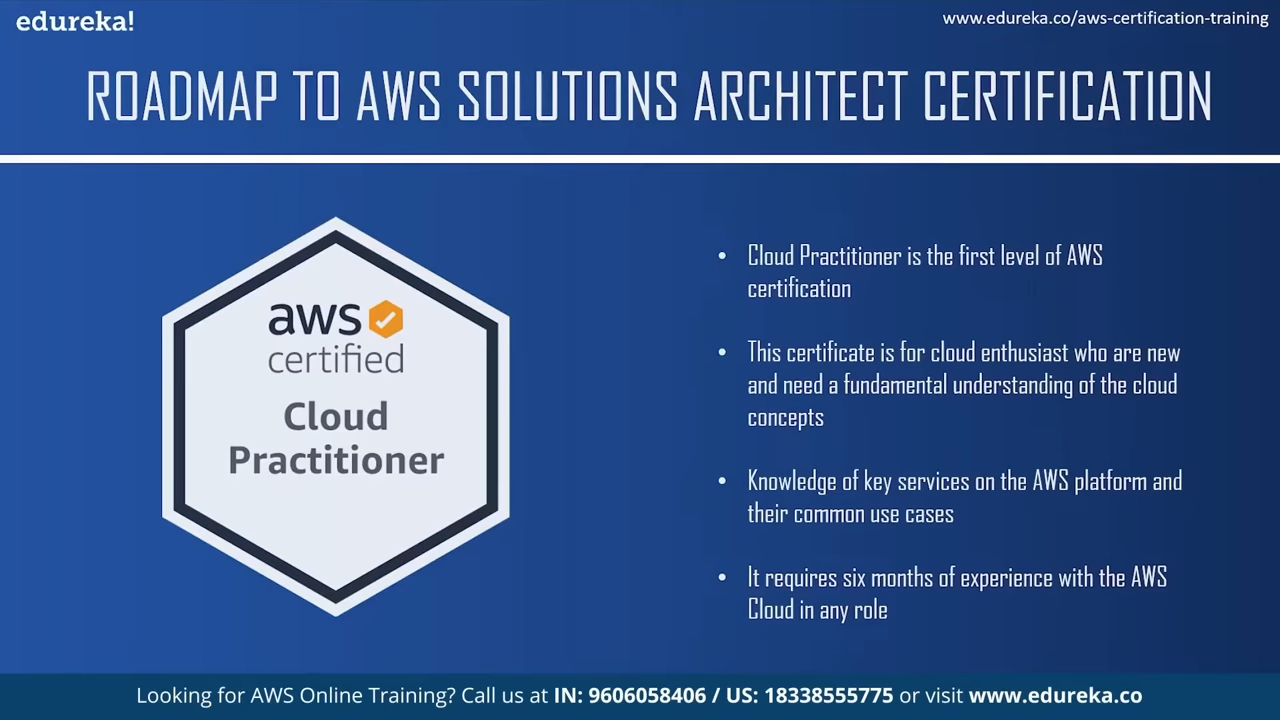 edureka!
www.edureka.co/aws-certification-training
ROADMAP TO AWS SOLUTIONS ARCHITECT CERTIFICATION
aws
certified
Cloud
Practitioner
• Cloud Practitioner is the first level of AWS
certification
• This certificate is for cloud enthusiast who are new
and need a fundamental understanding of the cloud
concepts
• Knowledge of key services on the AWS platform and
their common use cases
• It requires six months of experience with the AWS
Cloud in any role
Looking for AWS Online Training? Call us at IN: 9606058406 / US: 18338555775 or visit www.edureka.co